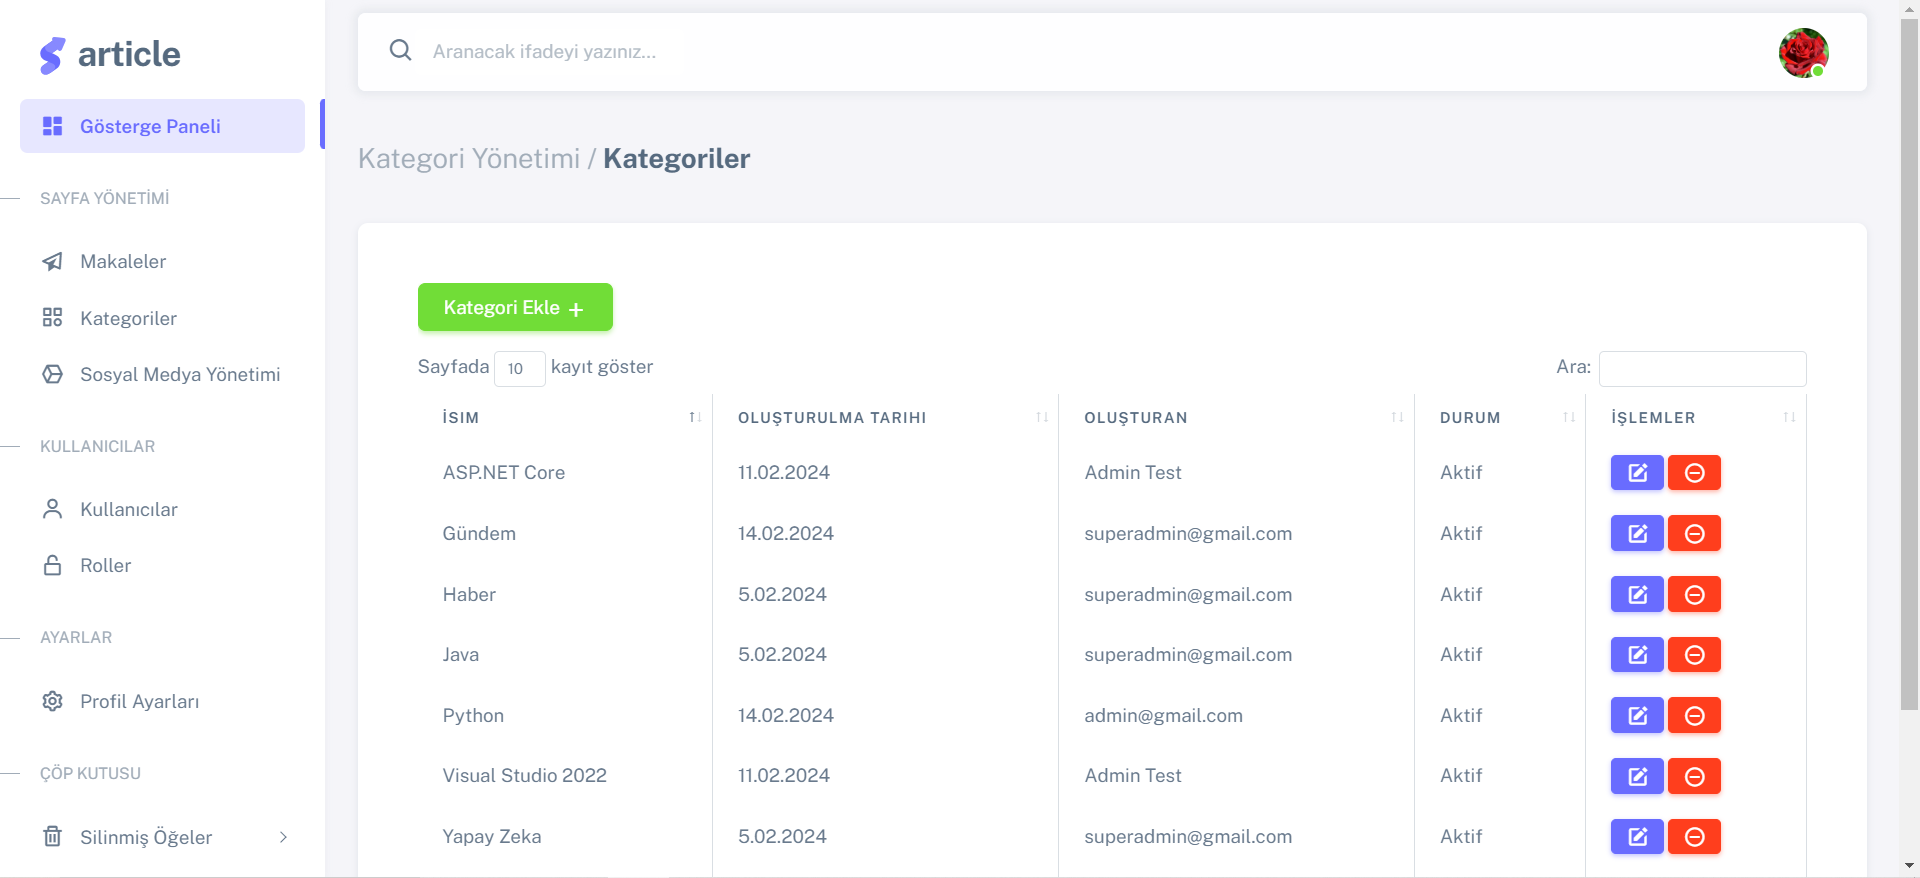 article
Gösterge Paneli
SAYFA YÖNETİMİ
Makaleler
Kategoriler
Sosyal Medya Yönetimi
KULLANICILAR
Kullanıcılar
Roller
AYARLAR
Profil Ayarları
ÇÖP KUTUSU
Silinmiş Öğeler
Aranacak ifadeyi yazınız...
Kategori Yönetimi / Kategoriler
Kategori Ekle +
Sayfada 10 kayıt göster
Ara:
İSIM OLUŞTURULMA TARIHI OLUŞTURAN DURUM İŞLEMLER
ASP.NET Core 11.02.2024 Admin Test Aktif
Gündem 14.02.2024 superadmin@gmail.com Aktif
Haber 5.02.2024 superadmin@gmail.com Aktif
Java 5.02.2024 superadmin@gmail.com Aktif
Python 14.02.2024 admin@gmail.com Aktif
Visual Studio 2022 11.02.2024 Admin Test Aktif
Yapay Zeka 5.02.2024 superadmin@gmail.com Aktif